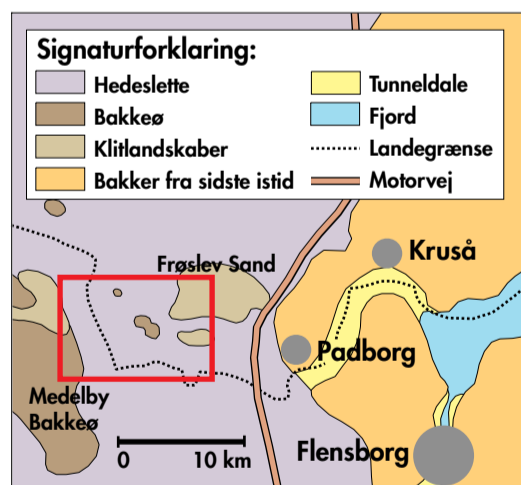 Signaturforklaring:
Hedeslette
Bakkeø
Klitlandskaber
Bakker fra sidste istid
Tunneldale
Fjord
Landegrænse
Motorvej
Frøslev Sand
Kruså
Padborg
Medelby
Bakkeø
0 10 km
Flensborg